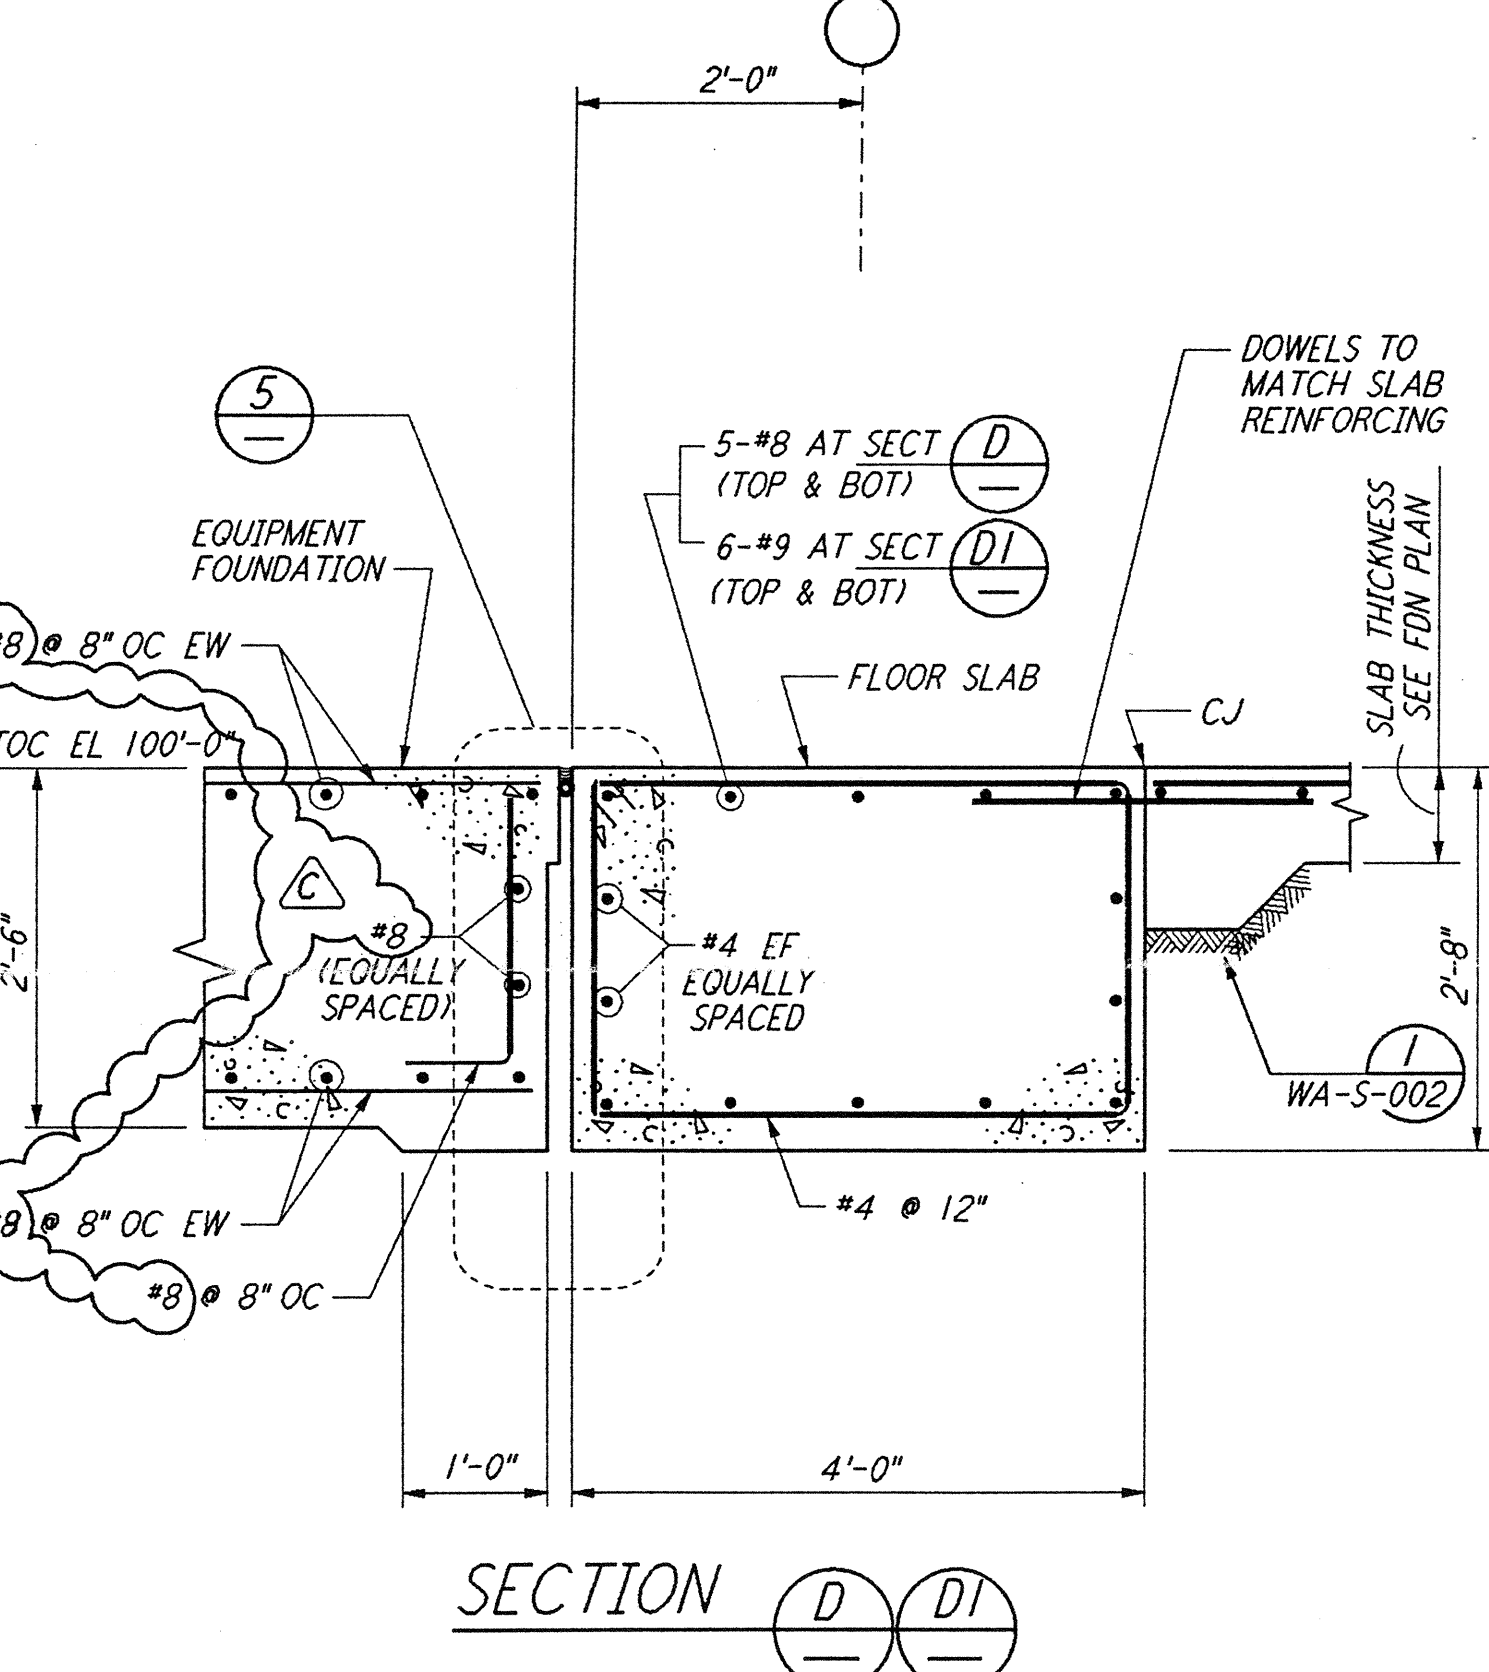 2'-0"
DOWELS TO
MATCH SLAB
REINFORCING
5
5-#8 AT SECT D
(TOP & BOT)
6-#9 AT SECT D1
(TOP & BOT)
SLAB THICKNESS
SEE FDN PLAN
EQUIPMENT
FOUNDATION
#8 @ 8" OC EW
FLOOR SLAB
CJ
TOC EL 100'-0"
C
#8
(EQUALLY
SPACED)
#4 EF
EQUALLY
SPACED
2'-6"
2'-8"
1
WA-S-002
#4 @ 12"
#8 @ 8" OC EW
#8 @ 8" OC
1'-0"
4'-0"
SECTION D D1